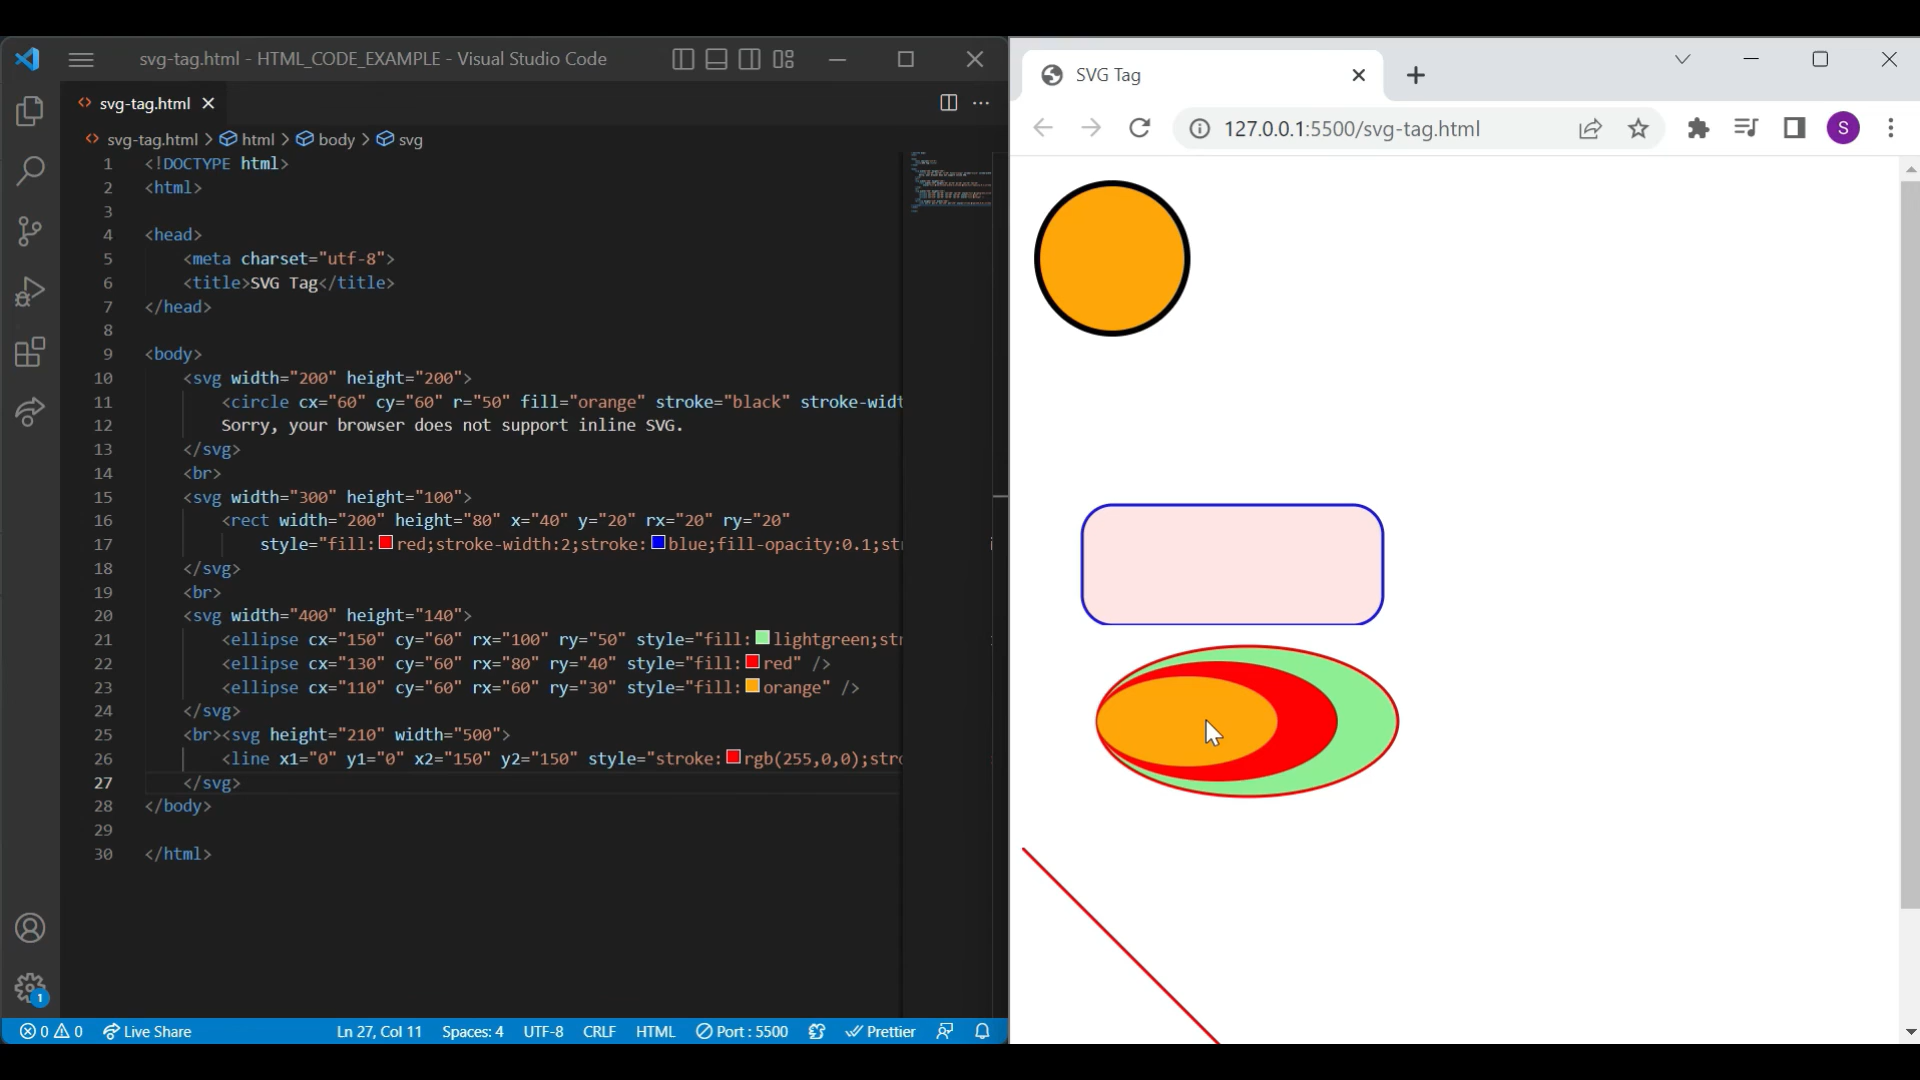 svg-tag.html - HTML_CODE_EXAMPLE - Visual Studio Code
svg-tag.html
svg-tag.html > html > body > svg
1 <!DOCTYPE html>
2 <html>
3
4 <head>
5 <meta charset="utf-8">
6 <title>SVG Tag</title>
7 </head>
8
9 <body>
10 <svg width="200" height="200">
11 <circle cx="60" cy="60" r="50" fill="orange" stroke="black" stroke-widt
12 Sorry, your browser does not support inline SVG.
13 </svg>
14 <br>
15 <svg width="300" height="100">
16 <rect width="200" height="80" x="40" y="20" rx="20" ry="20"
17 style="fill:red;stroke-width:2;stroke:blue;fill-opacity:0.1;st
18 </svg>
19 <br>
20 <svg width="400" height="140">
21 <ellipse cx="150" cy="60" rx="100" ry="50" style="fill:lightgreen;str
22 <ellipse cx="130" cy="60" rx="80" ry="40" style="fill:red" />
23 <ellipse cx="110" cy="60" rx="60" ry="30" style="fill:orange" />
24 </svg>
25 <br><svg height="210" width="500">
26 <line x1="0" y1="0" x2="150" y2="150" style="stroke:rgb(255,0,0);stro
27 </svg>
28 </body>
29
30 </html>
1
0 0 Live Share Ln 27, Col 11 Spaces: 4 UTF-8 CRLF HTML Port : 5500 Prettier
SVG Tag
127.0.0.1:5500/svg-tag.html
S